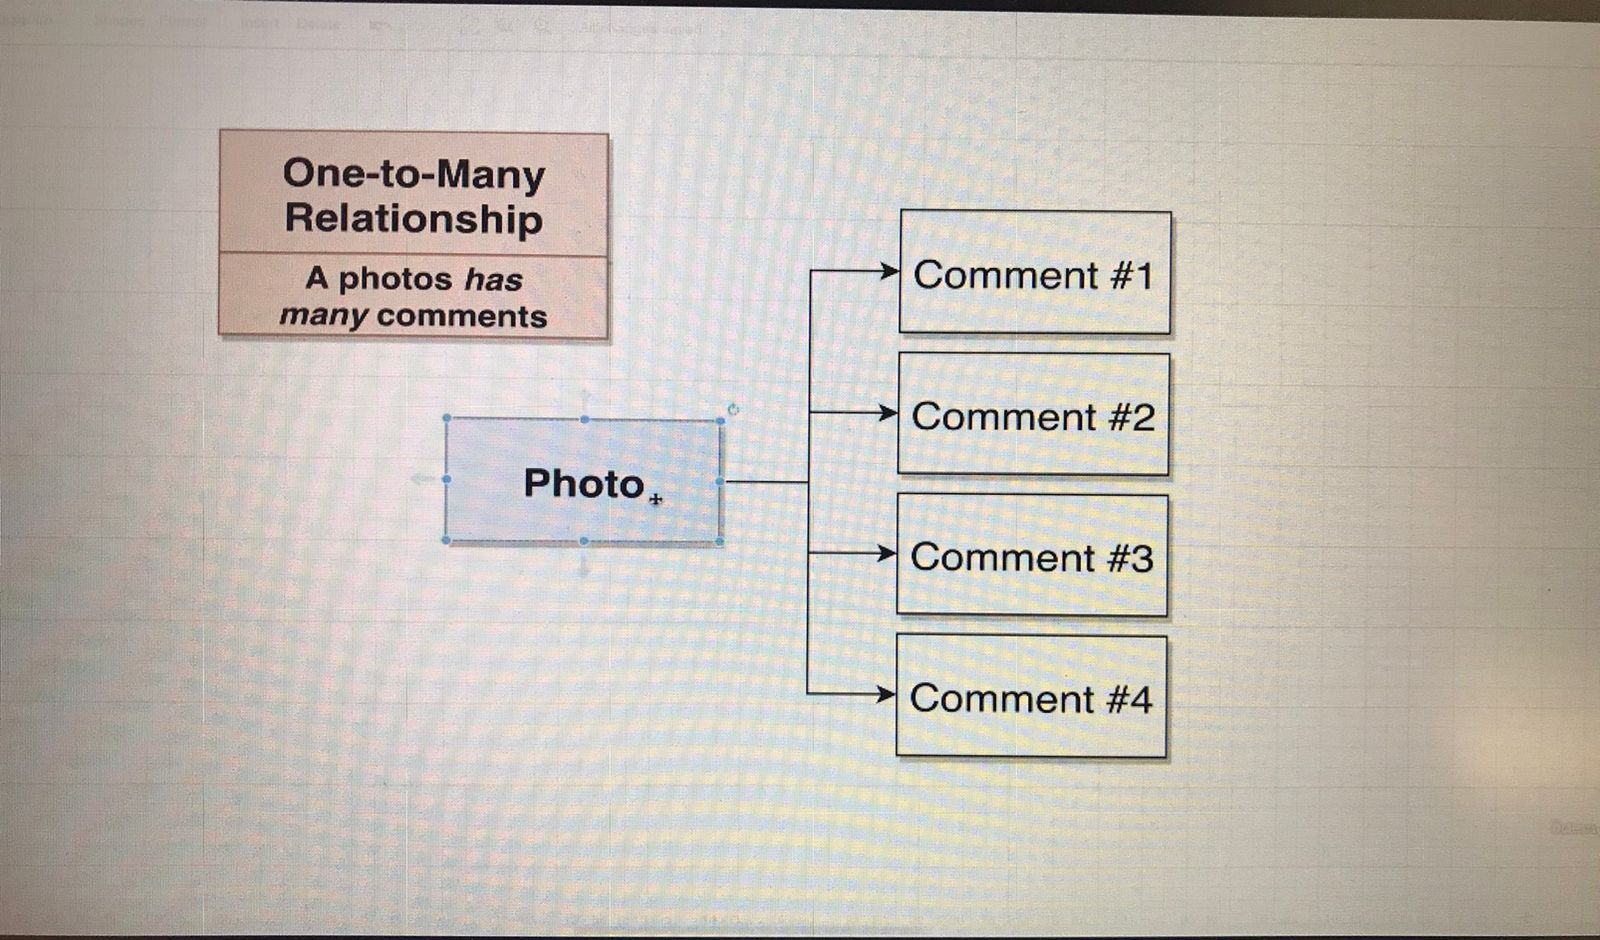 One-to-Many
Relationship
A photos has
many comments
Photo
Comment #1
Comment #2
Comment #3
Comment #4